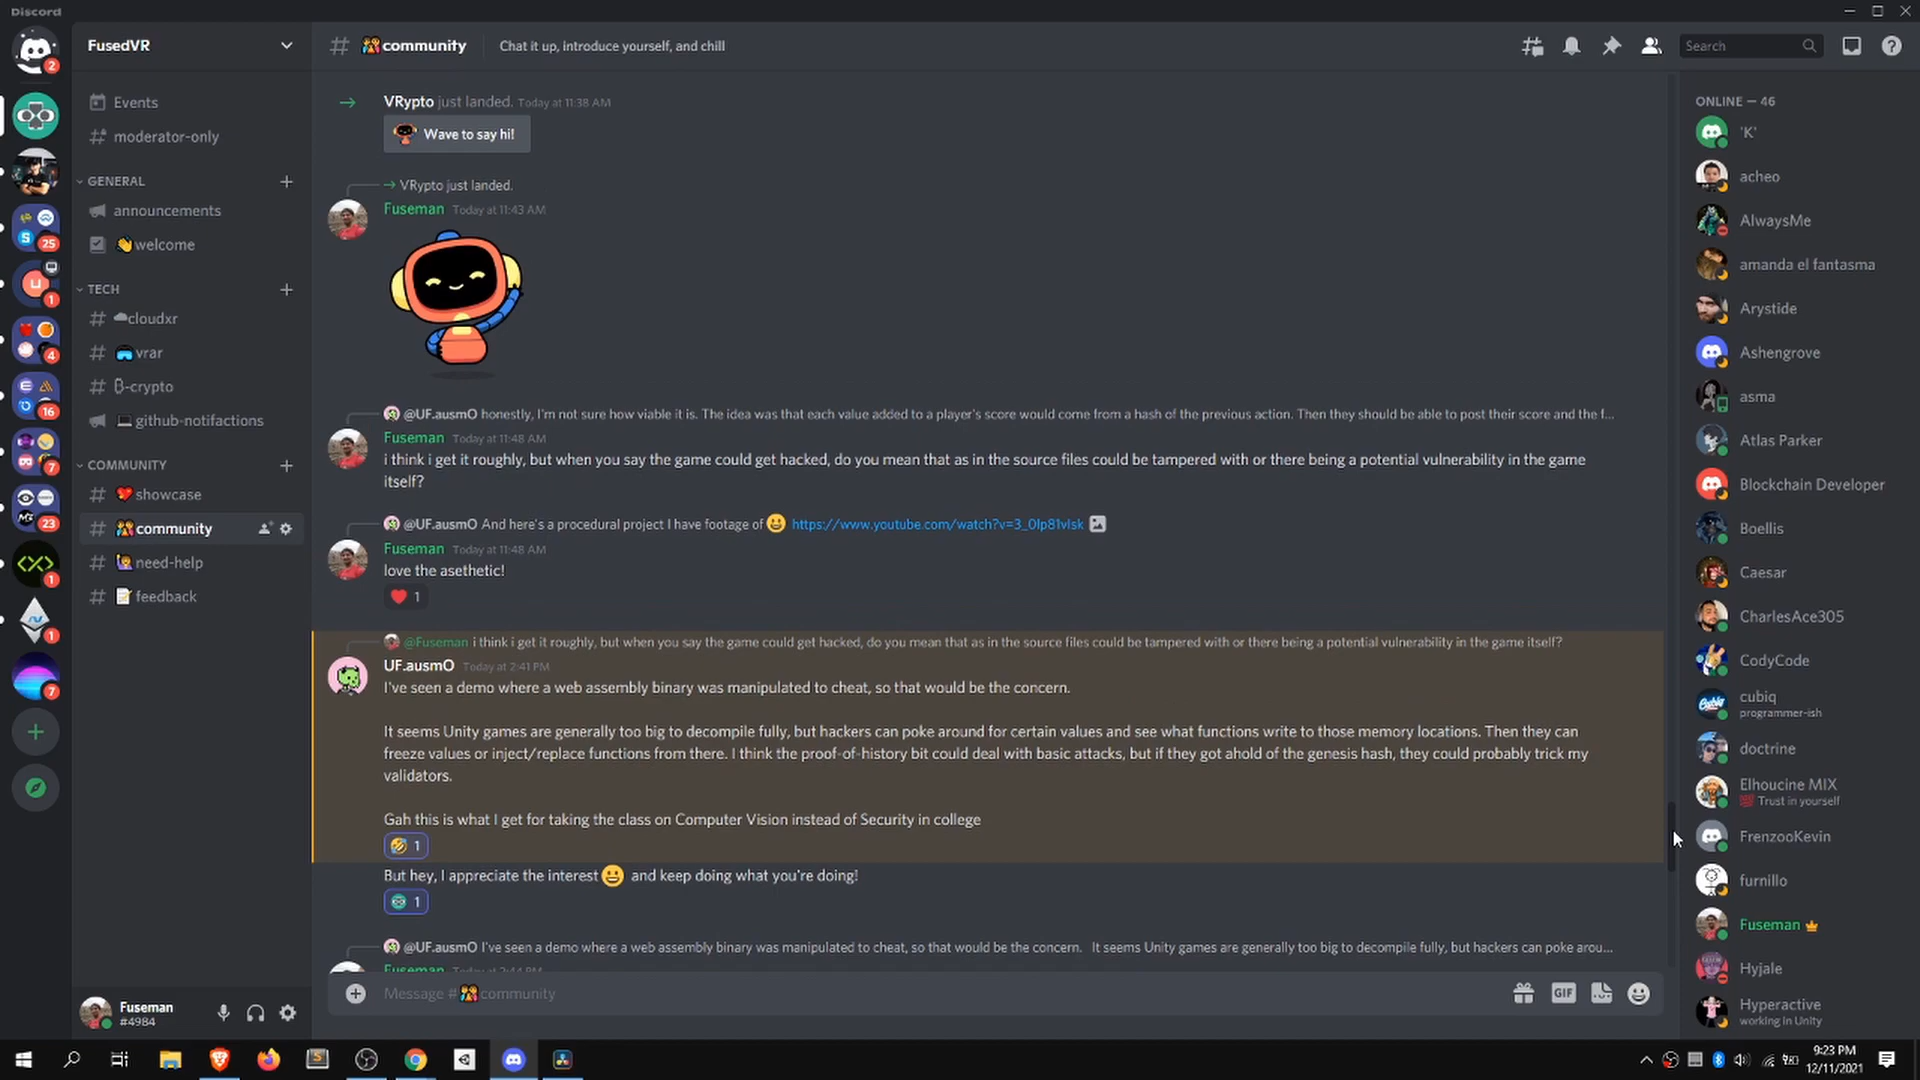 Discord
FusedVR
community
Chat it up, introduce yourself, and chill
Search
Events
moderator-only
GENERAL
announcements
welcome
TECH
cloudxr
vrar
₿-crypto
github-notifactions
COMMUNITY
showcase
community
need-help
feedback
Fuseman
#4984
VRypto just landed. Today at 11:38 AM
Wave to say hi!
VRypto just landed.
Fuseman Today at 11:43 AM
@UF.ausmO honestly, I'm not sure how viable it is. The idea was that each value added to a player's score would come from a hash of the previous action. Then they should be able to post their score and the f...
Fuseman Today at 11:48 AM
i think i get it roughly, but when you say the game could get hacked, do you mean that as in the source files could be tampered with or there being a potential vulnerability in the game
itself?
@UF.ausmO And here's a procedural project I have footage of https://www.youtube.com/watch?v=3_0Ip81vIsk
Fuseman Today at 11:48 AM
love the asethetic!
1
@Fuseman i think i get it roughly, but when you say the game could get hacked, do you mean that as in the source files could be tampered with or there being a potential vulnerability in the game itself?
UF.ausmO Today at 2:41 PM
I've seen a demo where a web assembly binary was manipulated to cheat, so that would be the concern.
It seems Unity games are generally too big to decompile fully, but hackers can poke around for certain values and see what functions write to those memory locations. Then they can
freeze values or inject/replace functions from there. I think the proof-of-history bit could deal with basic attacks, but if they got ahold of the genesis hash, they could probably trick my
validators.
Gah this is what I get for taking the class on Computer Vision instead of Security in college
1
But hey, I appreciate the interest and keep doing what you're doing!
1
@UF.ausmO I've seen a demo where a web assembly binary was manipulated to cheat, so that would be the concern. It seems Unity games are generally too big to decompile fully, but hackers can poke arou...
Fuseman Today at 2:44 PM
Message #community
GIF
ONLINE — 46
'K'
acheo
AlwaysMe
amanda el fantasma
Arystide
Ashengrove
asma
Atlas Parker
Blockchain Developer
Boellis
Caesar
CharlesAce305
CodyCode
cubiq
programmer-ish
doctrine
Elhoucine MIX
Trust in yourself
FrenzooKevin
furnillo
Fuseman
Hyjale
Hyperactive
working in Unity
2
25
1
4
16
7
23
1
1
7
9:23 PM
12/11/2021